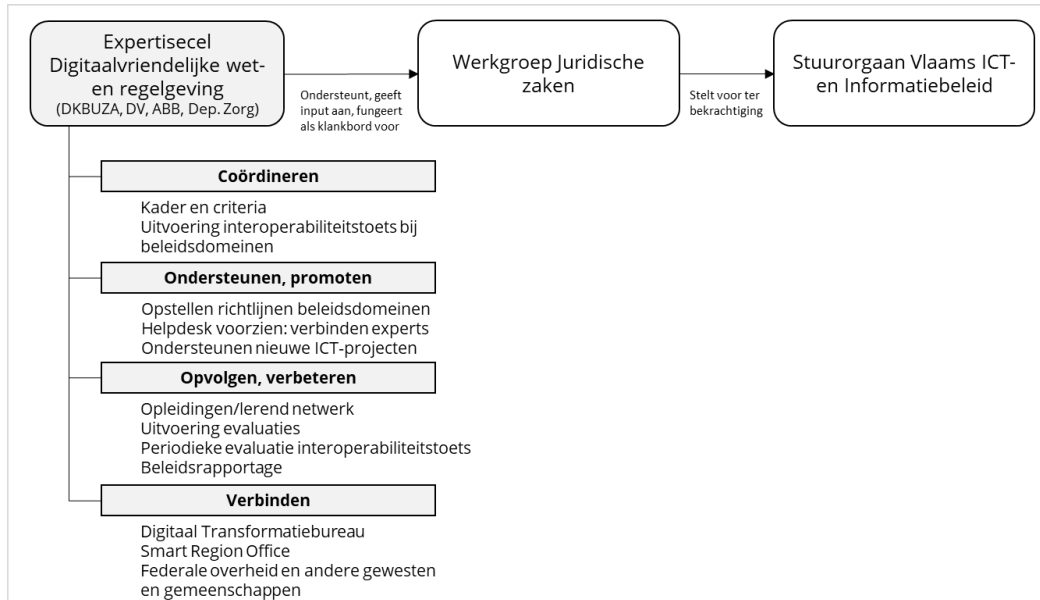 Expertisecel
Digitaalvriendelijke wet-
en regelgeving
(DKBUZA, DV, ABB, Dep. Zorg)
Ondersteunt, geeft
input aan, fungeert
als klankbord voor
Werkgroep Juridische
zaken
Stelt voor ter
bekrachtiging
Stuurorgaan Vlaams ICT-
en Informatiebeleid
Coördineren
Kader en criteria
Uitvoering interoperabiliteitstoets bij
beleidsdomeinen
Ondersteunen, promoten
Opstellen richtlijnen beleidsdomeinen
Helpdesk voorzien: verbinden experts
Ondersteunen nieuwe ICT-projecten
Opvolgen, verbeteren
Opleidingen/lerend netwerk
Uitvoering evaluaties
Periodieke evaluatie interoperabiliteitstoets
Beleidsrapportage
Verbinden
Digitaal Transformatiebureau
Smart Region Office
Federale overheid en andere gewesten
en gemeenschappen